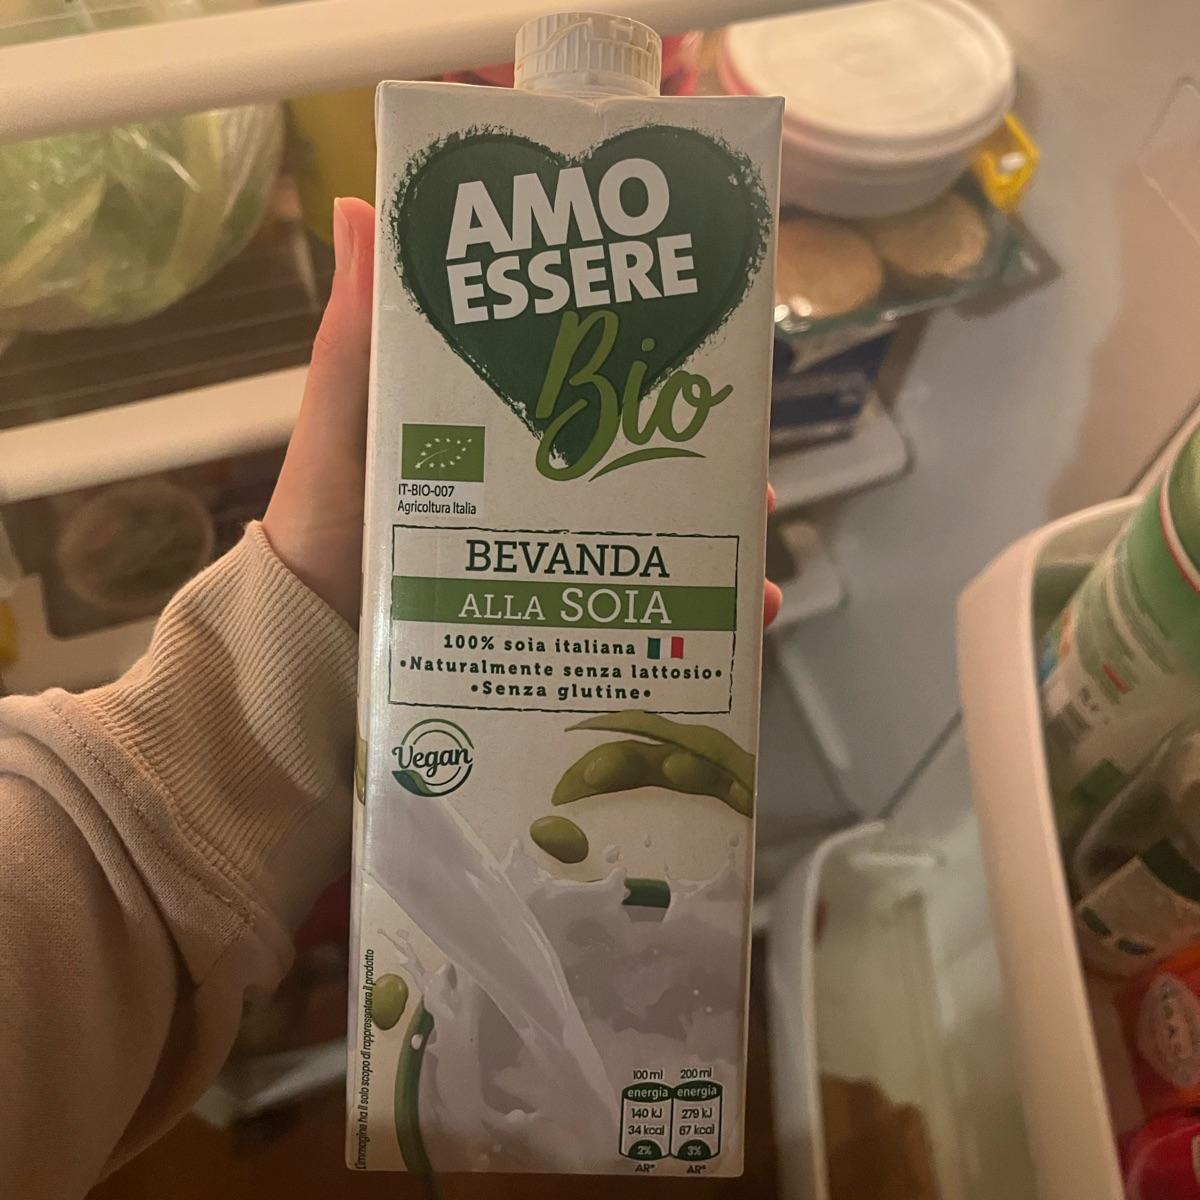 AMO
ESSERE
Bio
IT-BIO-007
Agricoltura Italia
BEVANDA
ALLA SOIA
100% soia italiana
•Naturalmente senza lattosio•
•Senza glutine•
Vegan
L'immagine ha il solo scopo di rappresentare il prodotto
100 ml 200 ml
energia energia
140 kJ 279 kJ
34 kcal 67 kcal
2% 3%
AR* AR*